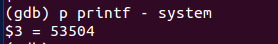 (gdb) p printf - system
$3 = 53504